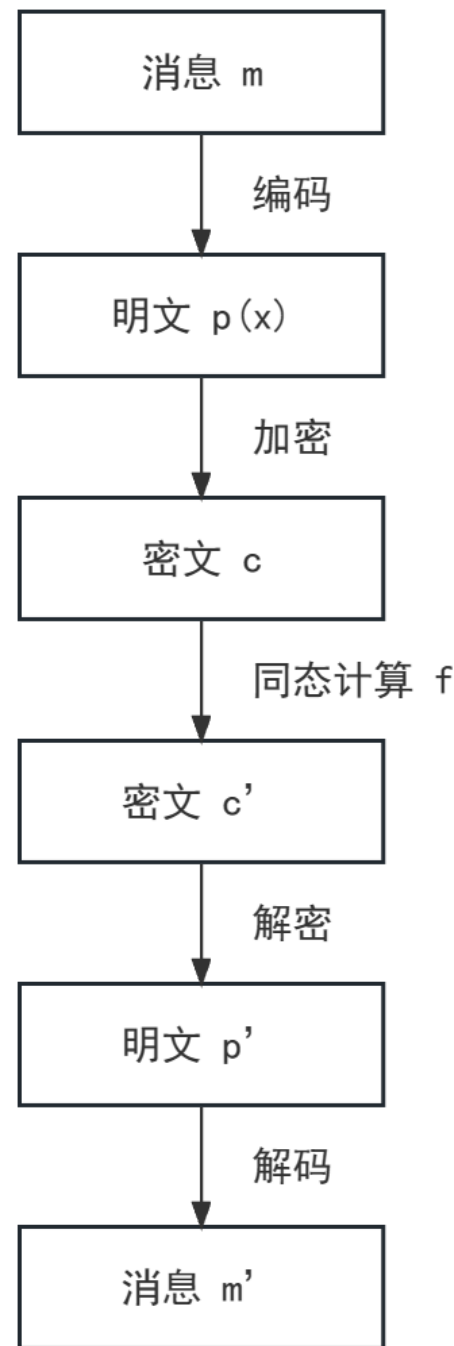 消息 m
编码
明文 p(x)
加密
密文 c
同态计算 f
密文 c'
解密
明文 p'
解码
消息 m'